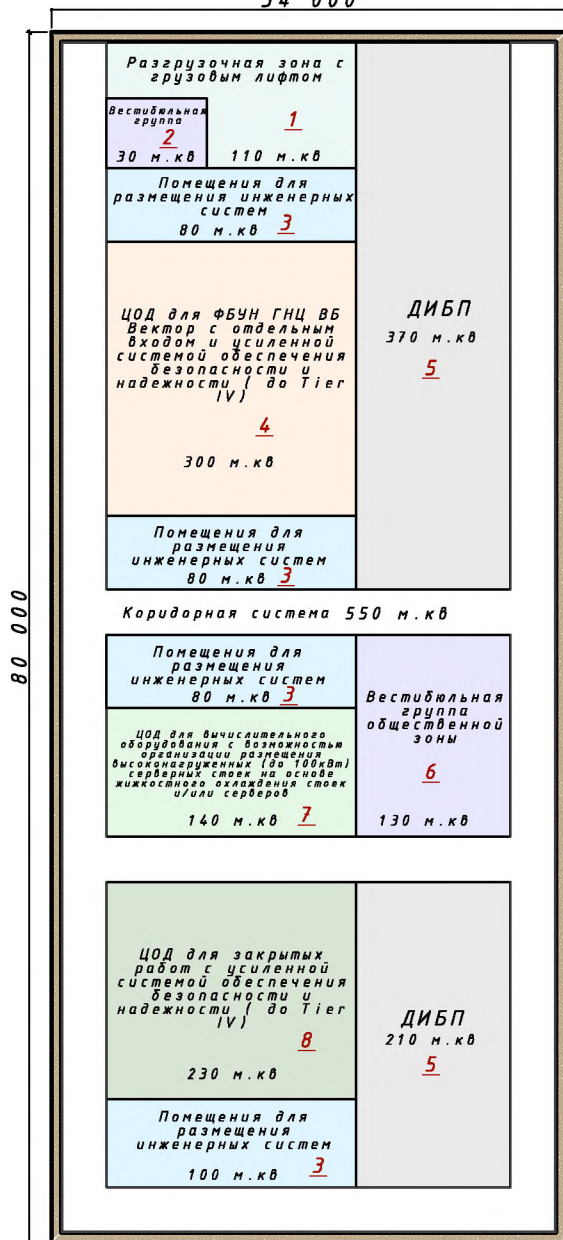 34 000
Разгрузочная зона с
грузовым лифтом
1
110 м.кв
Вестибюльная
группа
2
30 м.кв
Помещения для
размещения инженерных
систем
80 м.кв 3
ЦОД для ФБУН ГНЦ ВБ
Вектор с отдельным
входом и усиленной
системой обеспечения
безопасности и
надежности ( до Tier
IV)
4
300 м.кв
ДИБП
370 м.кв
5
Помещения для
размещения
инженерных систем
80 м.кв 3
Коридорная система 550 м.кв
80 000
Помещения для
размещения
инженерных систем
80 м.кв 3
ЦОД для вычислительного
оборудования с возможностью
организации размещения
высоконагруженных (до 100кВт)
серверных стоек на основе
жижкостного охлаждения стоек
и/или серверов
140 м.кв 7
Вестибюльная
группа
общественной
зоны
6
130 м.кв
ЦОД для закрытых
работ с усиленной
системой обеспечения
безопасности и
надежности ( до Tier
IV)
8
230 м.кв
ДИБП
210 м.кв
5
Помещения для
размещения
инженерных систем
100 м.кв 3